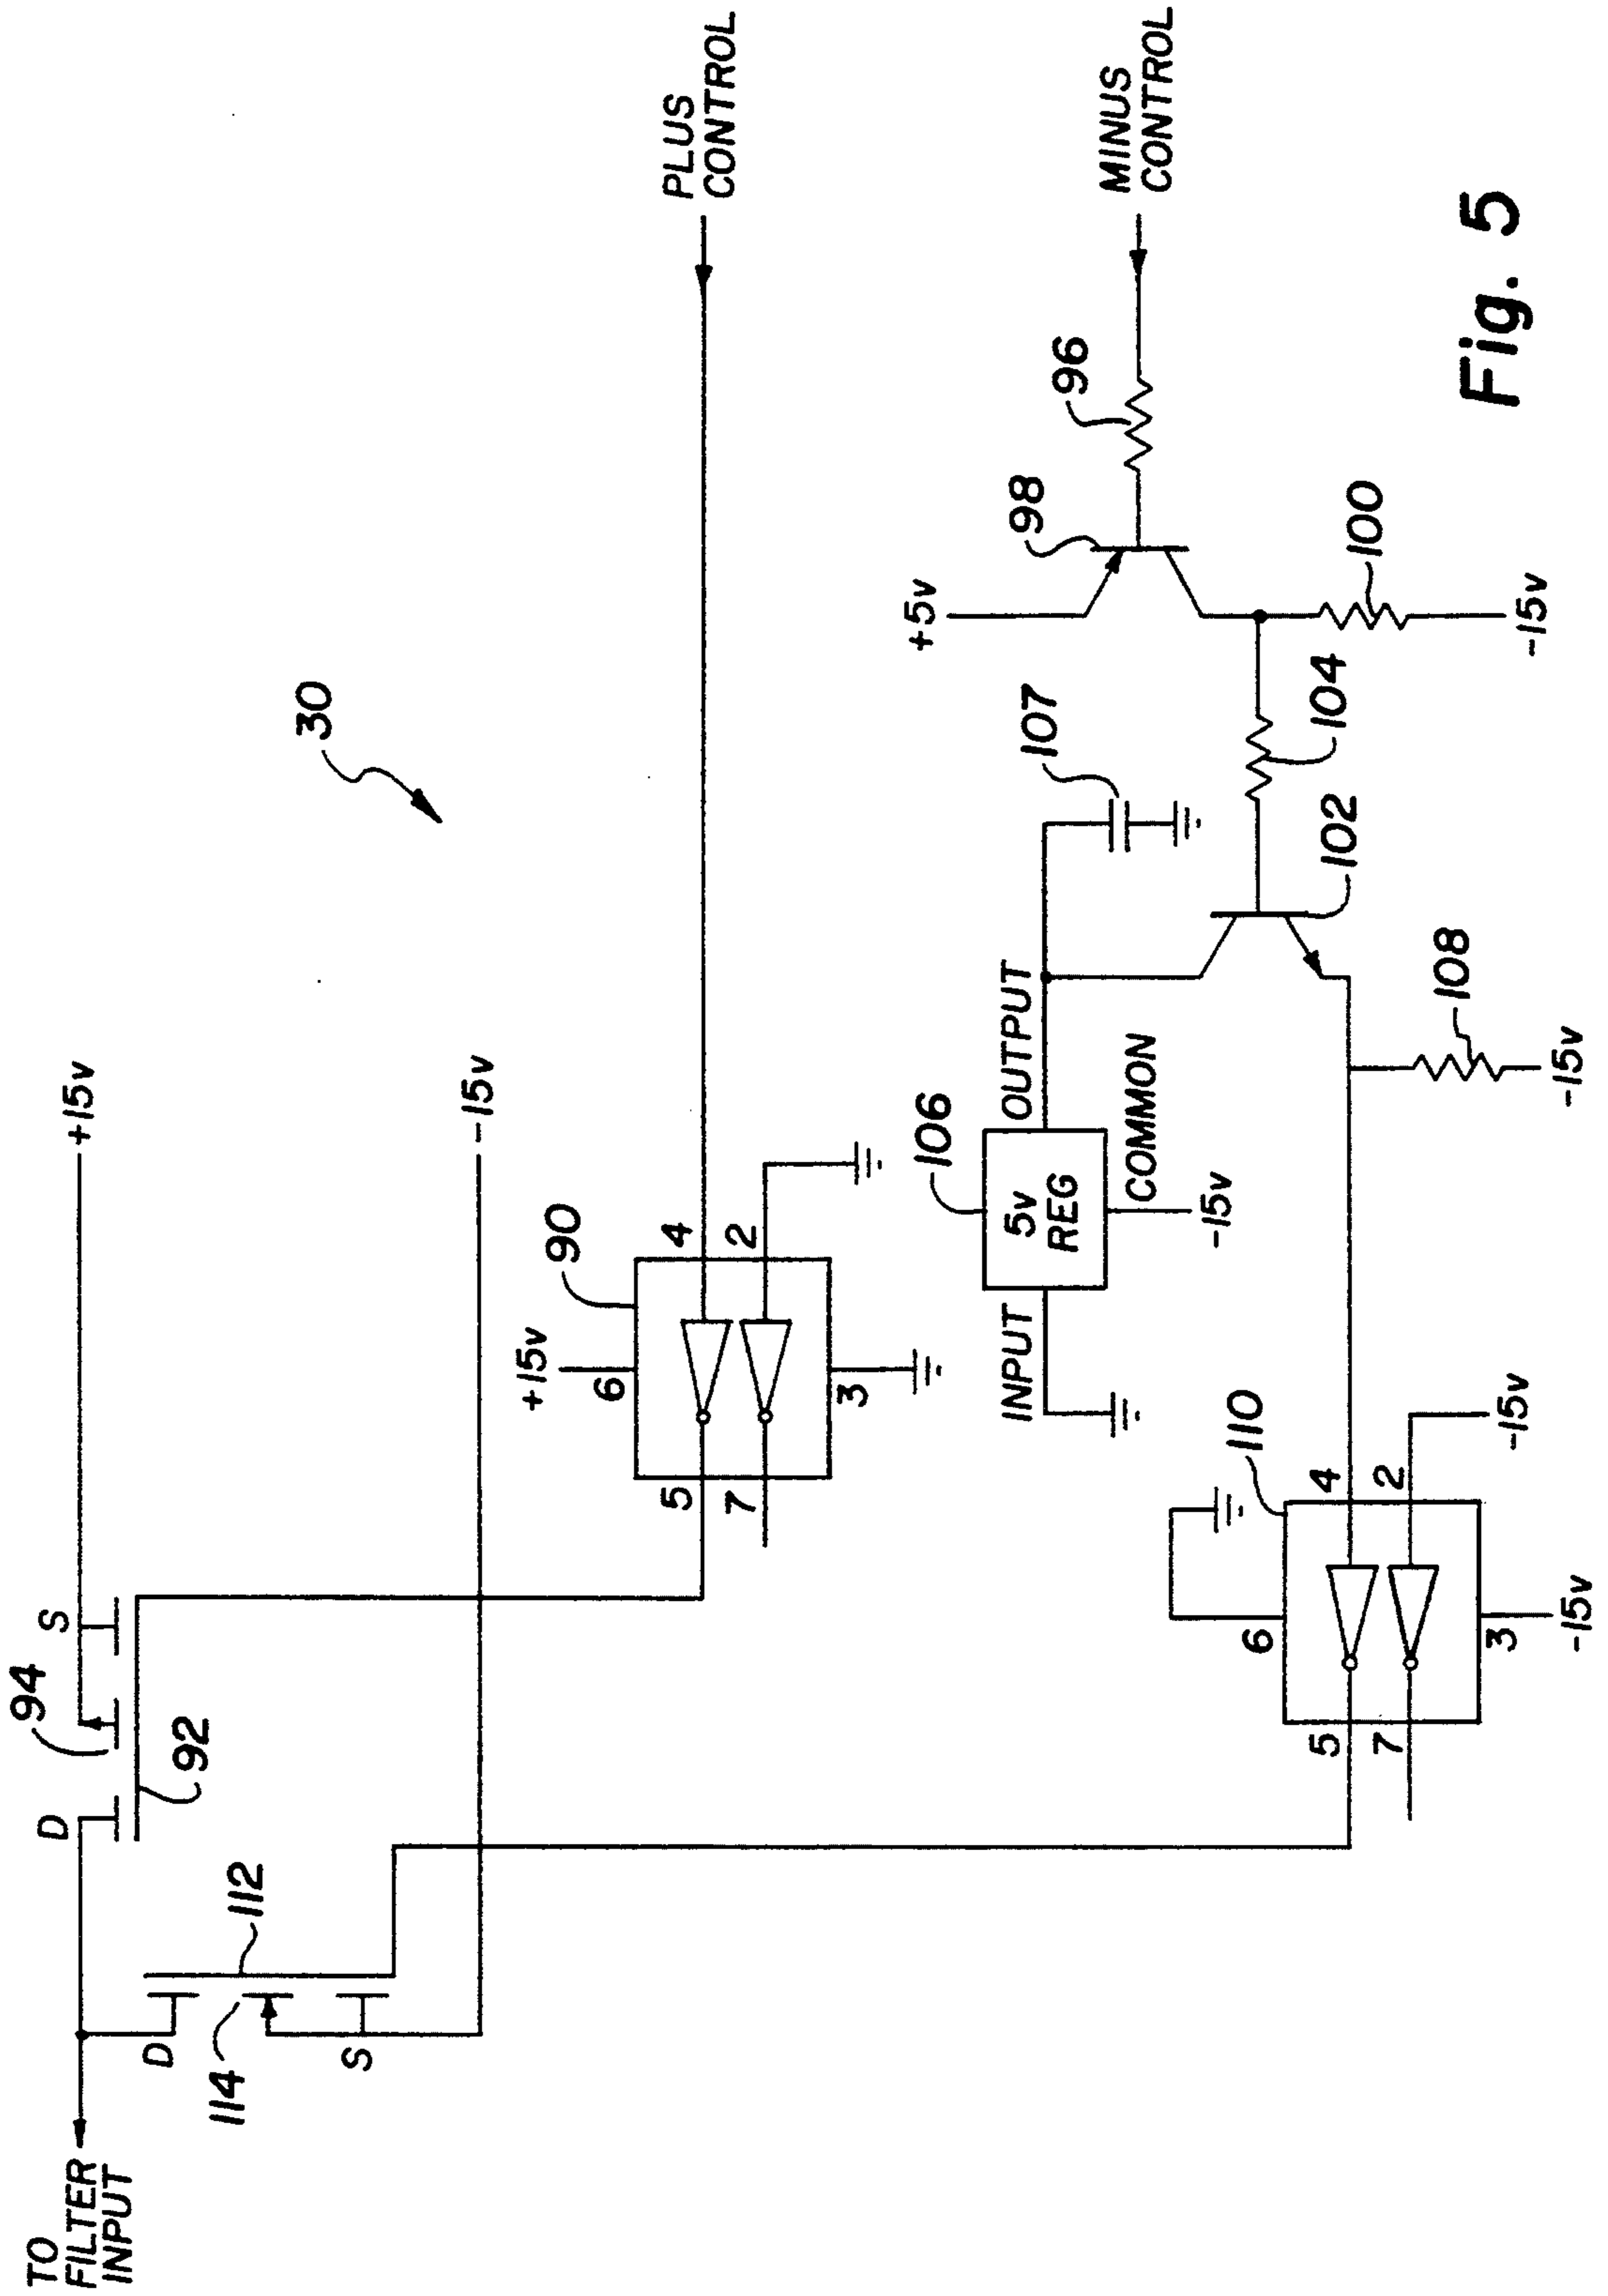 TO
FILTER
INPUT
D
94
S
+15v
92
112
D
114
S
-15v
30
PLUS
CONTROL
90
+15v
6
5
4
7
2
3
MINUS
CONTROL
96
98
+5v
100
-15v
104
107
102
106
5v
REG
INPUT
OUTPUT
COMMON
-15v
108
-15v
110
6
5
4
7
2
-15v
3
-15v
Fig. 5